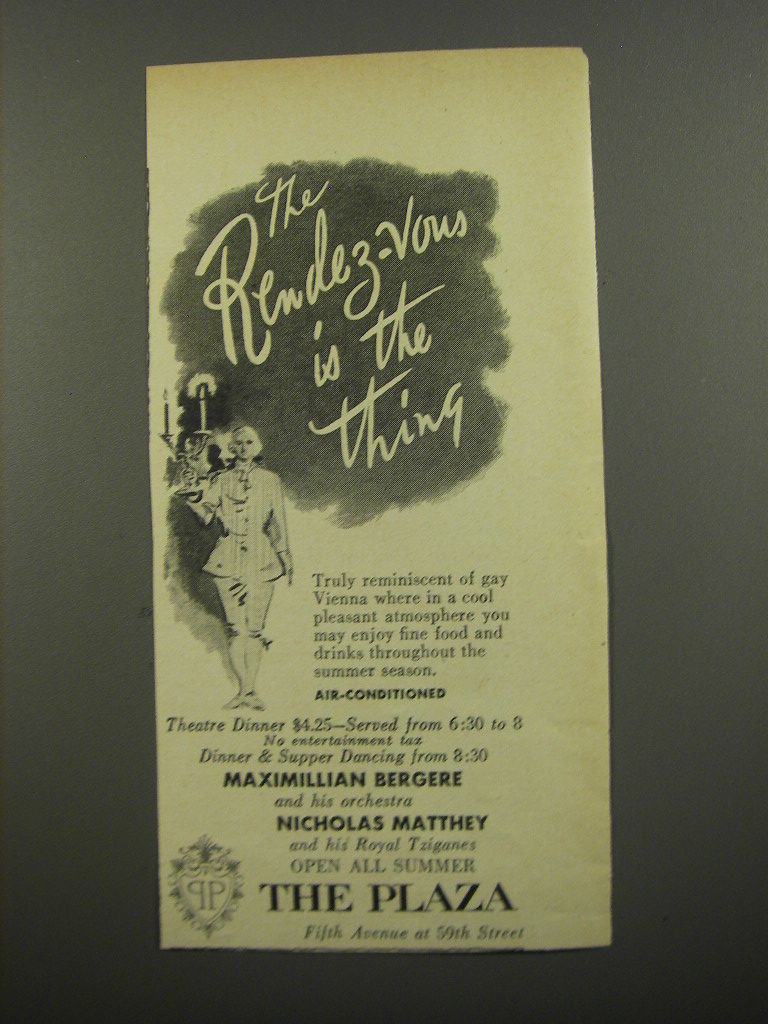 The
Rendez-vous
is the
thing
Truly reminiscent of gay
Vienna where in a cool
pleasant atmosphere you
may enjoy fine food and
drinks throughout the
summer season.
AIR-CONDITIONED
Theatre Dinner $4.25—Served from 6:30 to 8
No entertainment tax
Dinner & Supper Dancing from 8:30
MAXIMILLIAN BERGERE
and his orchestra
NICHOLAS MATTHEY
and his Royal Tziganes
OPEN ALL SUMMER
PP
THE PLAZA
Fifth Avenue at 59th Street